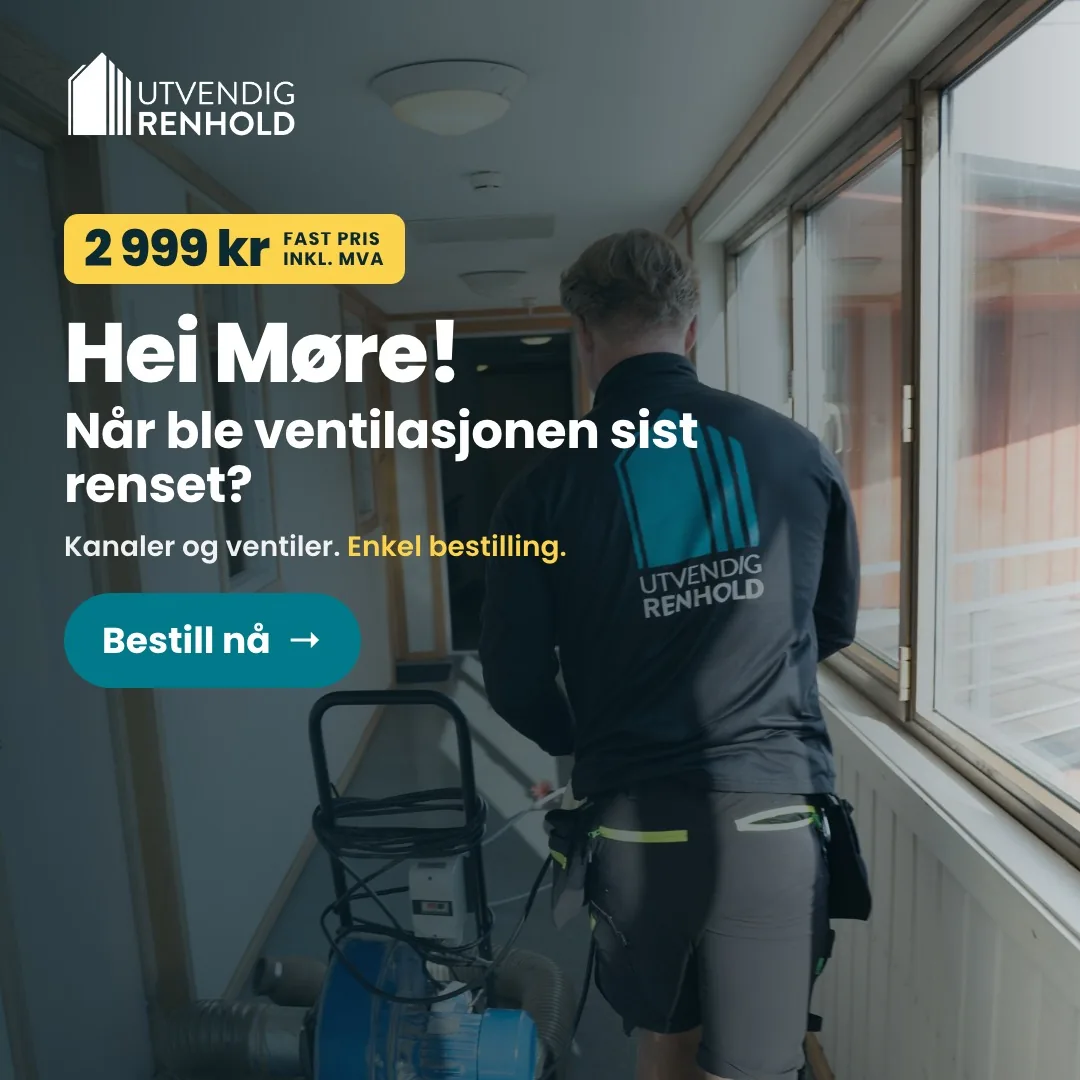 UTVENDIG
RENHOLD
2 999 kr FAST PRIS
INKL. MVA
Hei Møre!
Når ble ventilasjonen sist
renset?
Kanaler og ventiler. Enkel bestilling.
Bestill nå →
UTVENDIG
RENHOLD